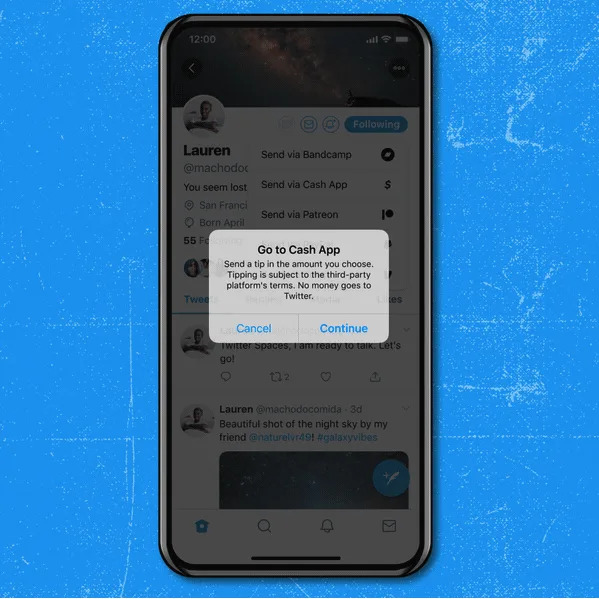 12:00
Following
Lauren
@machodoc
Send via Bandcamp
You seem lost
Send via Cash App
San Franci
Send via Patreon
Born April
55 Following
Go to Cash App
Send a tip in the amount you choose.
Tipping is subject to the third-party
platform's terms. No money goes to
Twitter.
Cancel
Continue
Tweets
Likes
Twitter Spaces, I am ready to talk. Let's
go!
2
Lauren @machodocomida · 3d
Beautiful shot of the night sky by my
friend @naturelvr49! #galaxyvibes